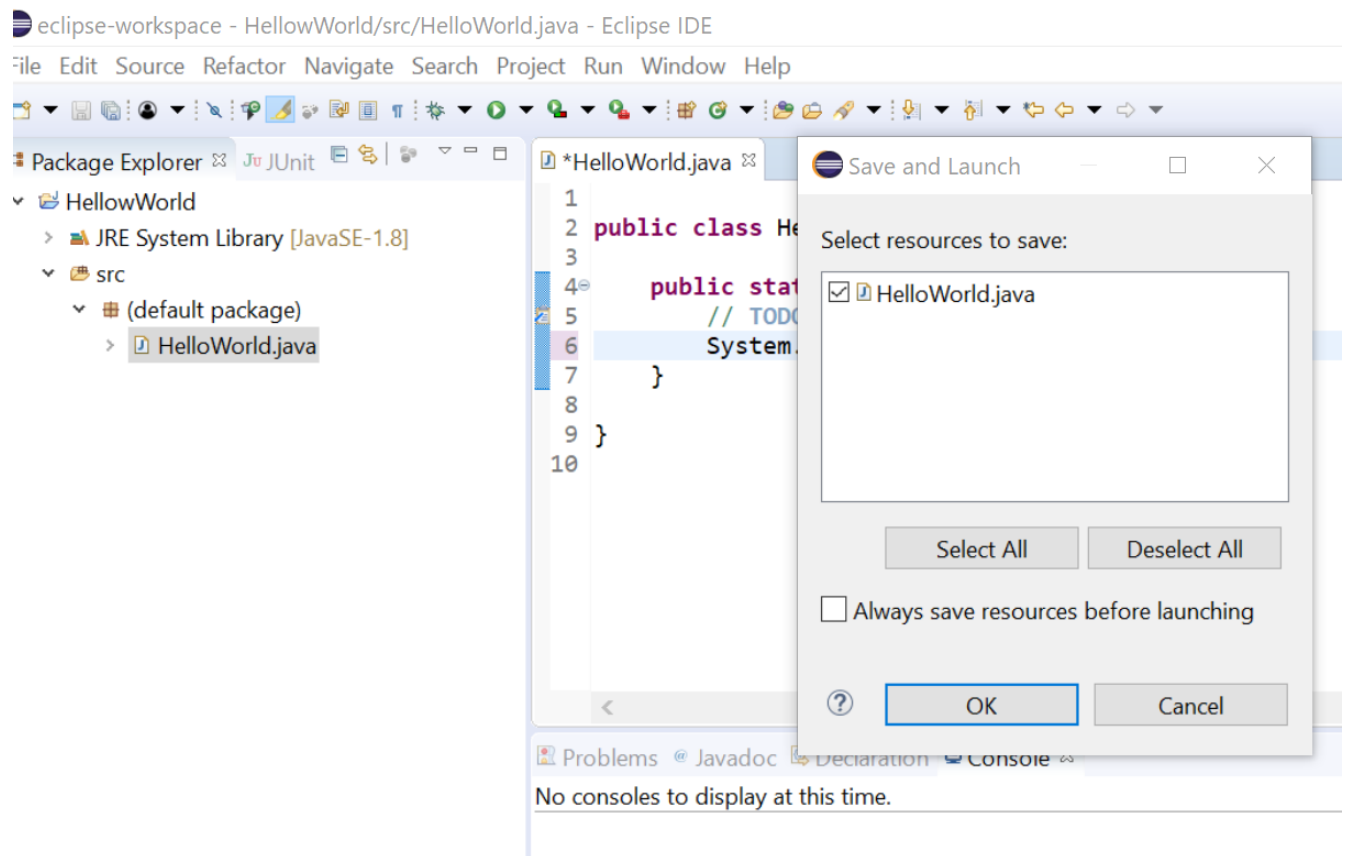 eclipse-workspace - HellowWorld/src/HelloWorld.java - Eclipse IDE
File Edit Source Refactor Navigate Search Project Run Window Help
Package Explorer JUnit
HellowWorld
JRE System Library [JavaSE-1.8]
src
(default package)
HelloWorld.java
*HelloWorld.java
1
2 public class He
3
4 public stat
5 // TODO
6 System.
7 }
8
9 }
10
Save and Launch
Select resources to save:
HelloWorld.java
Select All Deselect All
Always save resources before launching
OK Cancel
Problems @ Javadoc Declaration Console
No consoles to display at this time.